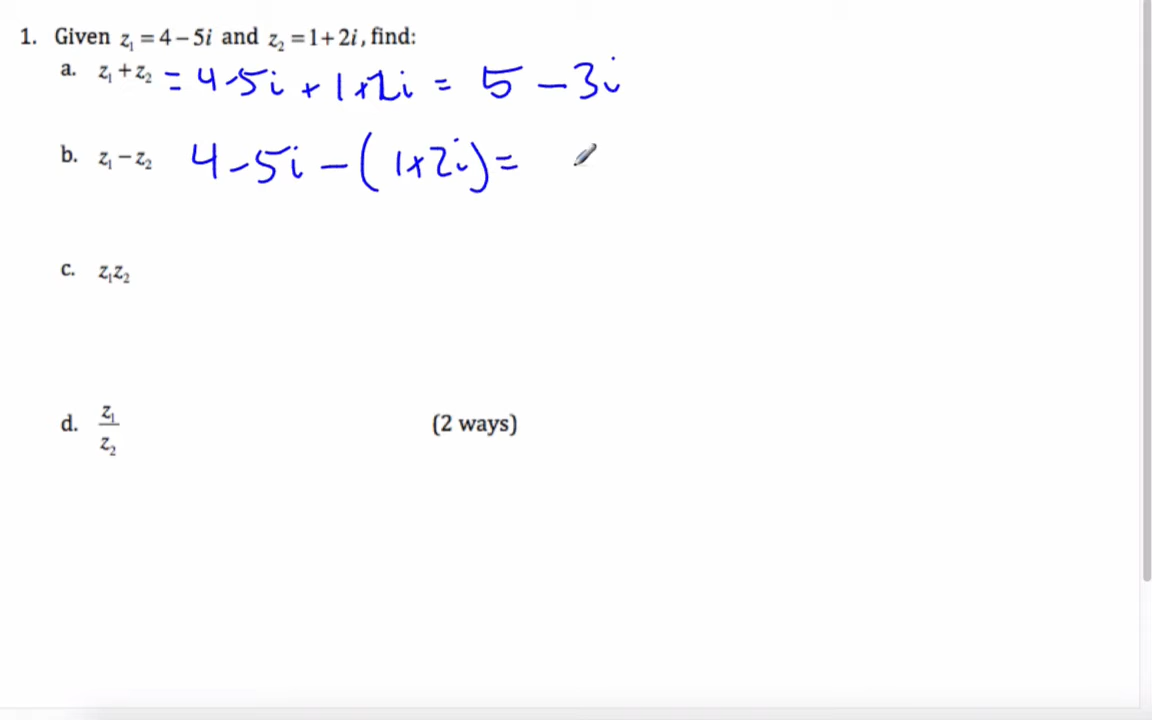 1. Given z₁ = 4 – 5i and z₂ = 1 + 2i, find:
a. z₁ + z₂ = 4 - 5i + 1 + 2i = 5 - 3i
b. z₁ – z₂ 4 - 5i - (1 + 2i) =
c. z₁z₂
d. z₁/z₂ (2 ways)